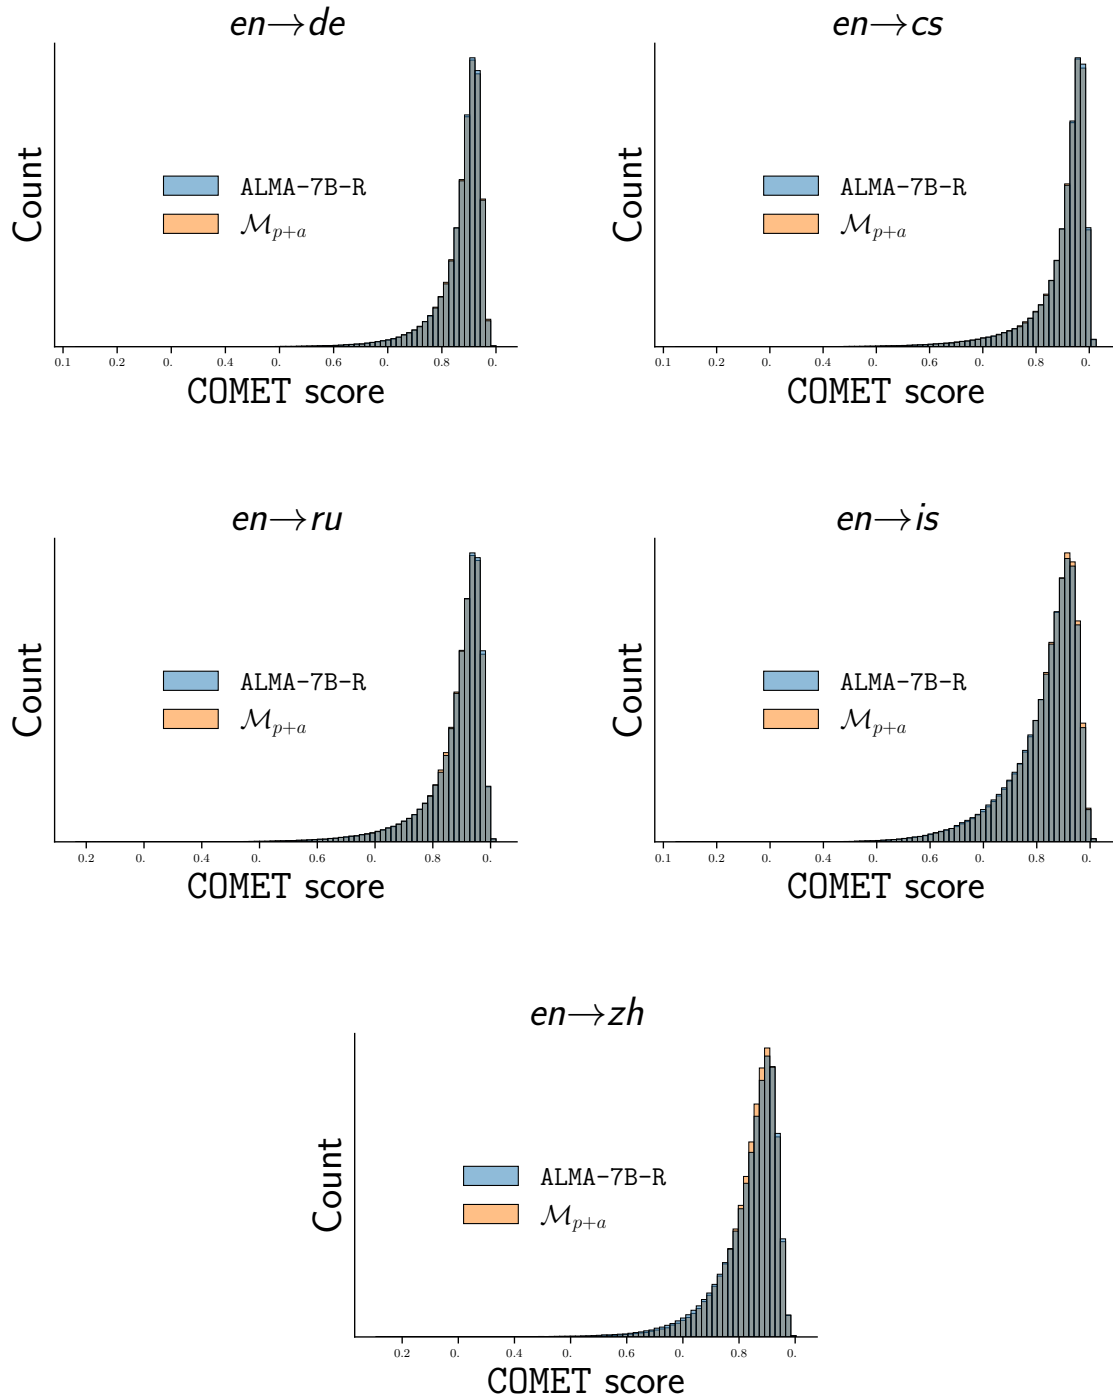 en→de
Count
ALMA-7B-R
ℳp+a
0.1 0.2 0. 0.4 0. 0.6 0. 0.8 0.
COMET score
en→cs
Count
ALMA-7B-R
ℳp+a
0.1 0.2 0. 0.4 0. 0.6 0. 0.8 0.
COMET score
en→ru
Count
ALMA-7B-R
ℳp+a
0.2 0. 0.4 0. 0.6 0. 0.8 0.
COMET score
en→is
Count
ALMA-7B-R
ℳp+a
0.1 0.2 0. 0.4 0. 0.6 0. 0.8 0.
COMET score
en→zh
Count
ALMA-7B-R
ℳp+a
0.2 0. 0.4 0. 0.6 0. 0.8 0.
COMET score